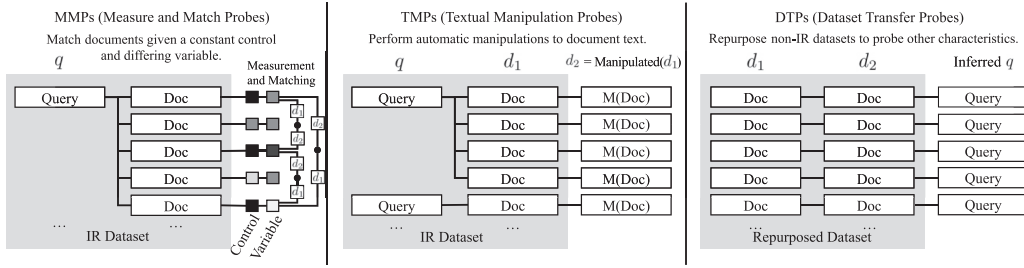 MMPs (Measure and Match Probes)
Match documents given a constant control
and differing variable.
q
Measurement
and Matching
Query
Doc
d1
Doc
d2
d2
Doc
d2
Doc
d1
d1
Doc
... ...
IR Dataset
Control
Variable
TMPs (Textual Manipulation Probes)
Perform automatic manipulations to document text.
q d1 d2 = Manipulated(d1)
Query Doc M(Doc)
Doc M(Doc)
Doc M(Doc)
Doc M(Doc)
Query Doc M(Doc)
... ...
IR Dataset
DTPs (Dataset Transfer Probes)
Repurpose non-IR datasets to probe other characteristics.
d1 d2 Inferred q
Doc Doc Query
Doc Doc Query
Doc Doc Query
Doc Doc Query
Doc Doc Query
... ...
Repurposed Dataset